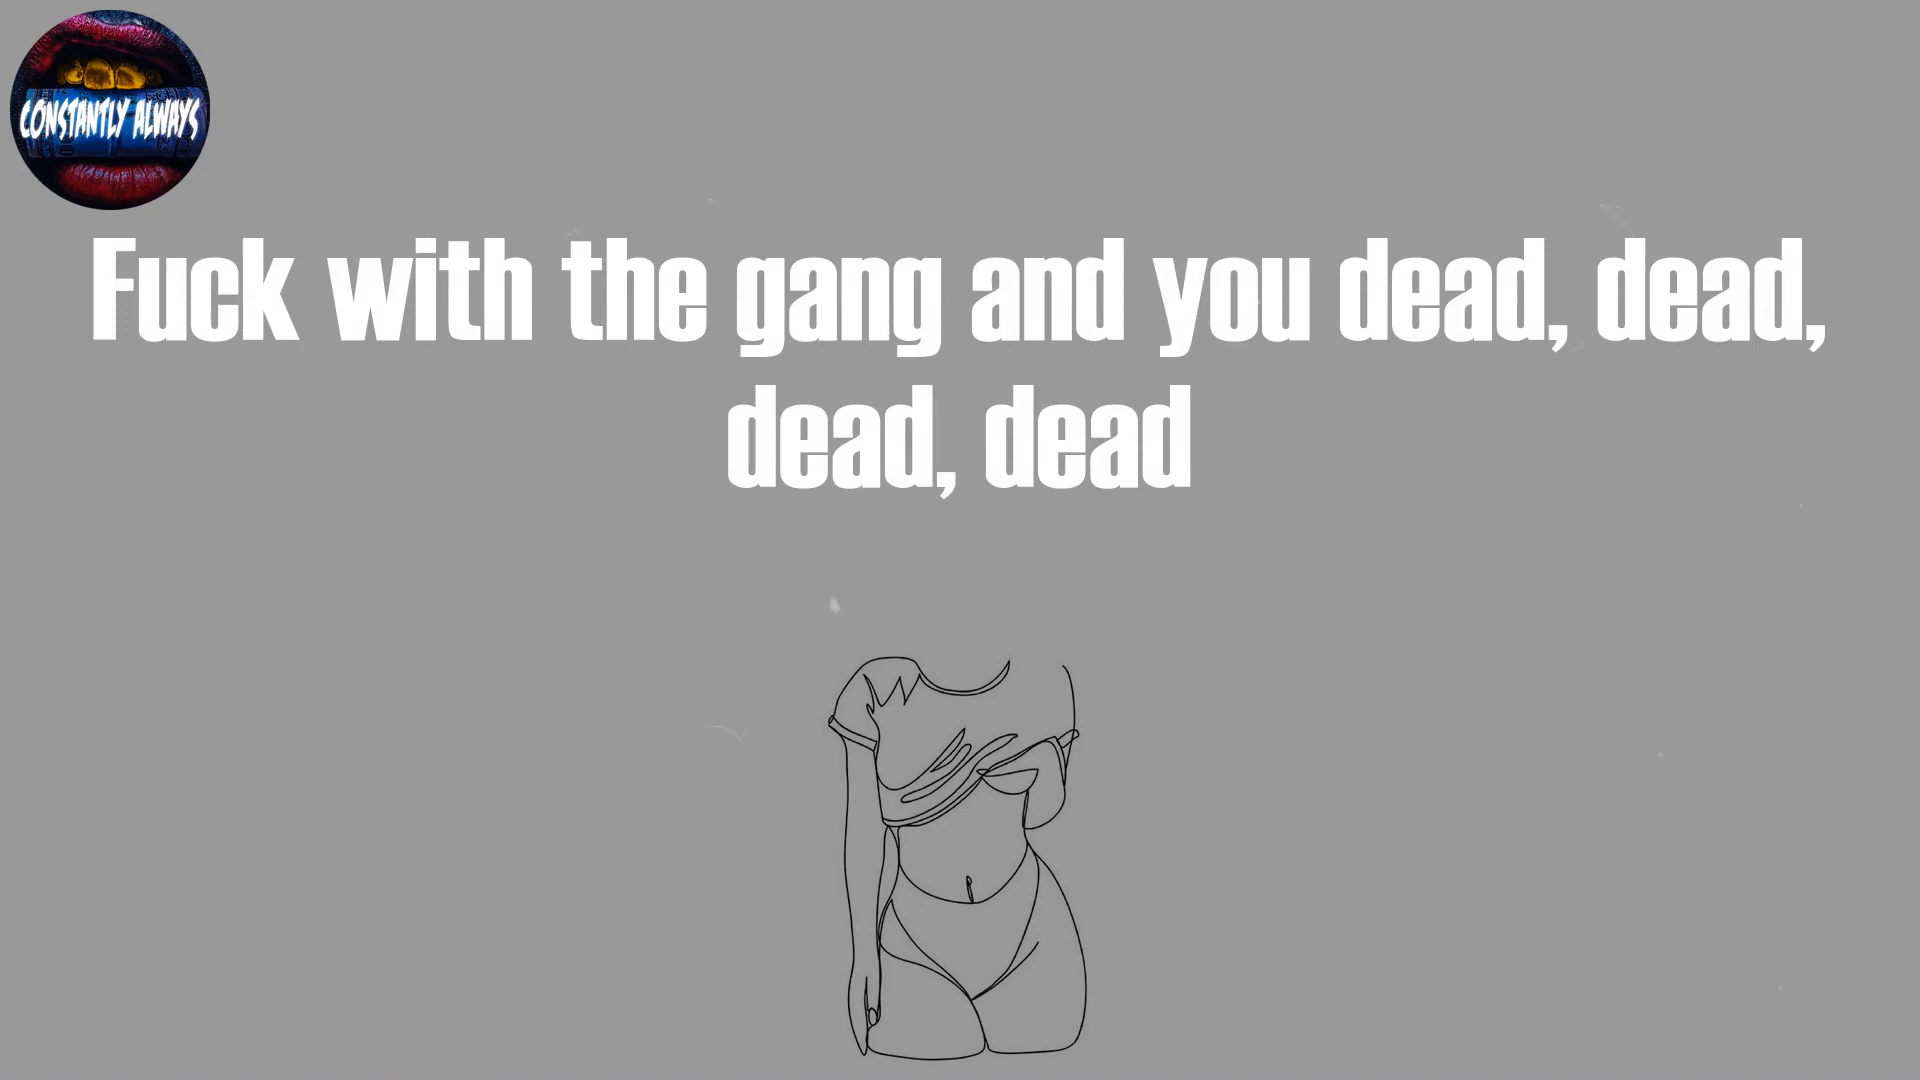 CONSTANTLY ALWAYS
Fuck with the gang and you dead, dead,
dead, dead